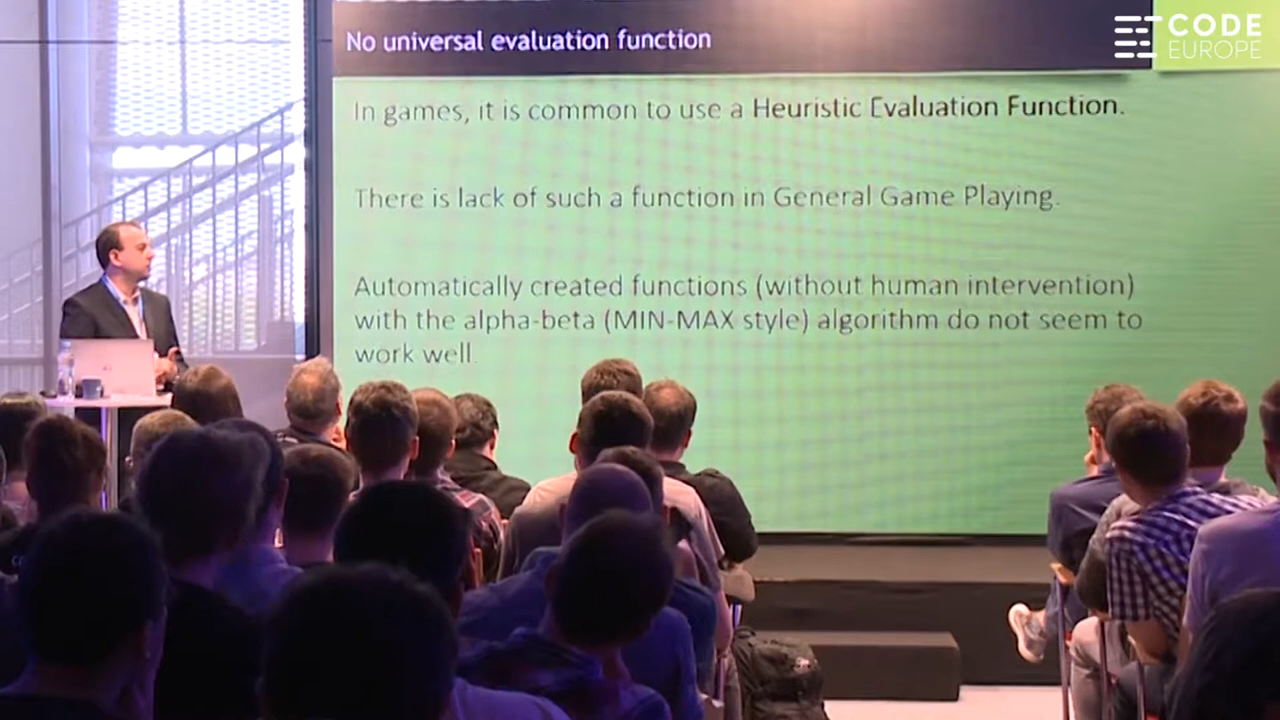 No universal evaluation function
CODE
EUROPE
In games, it is common to use a Heuristic Evaluation Function.
There is lack of such a function in General Game Playing.
Automatically created functions (without human intervention)
with the alpha-beta (MIN-MAX style) algorithm do not seem to
work well.